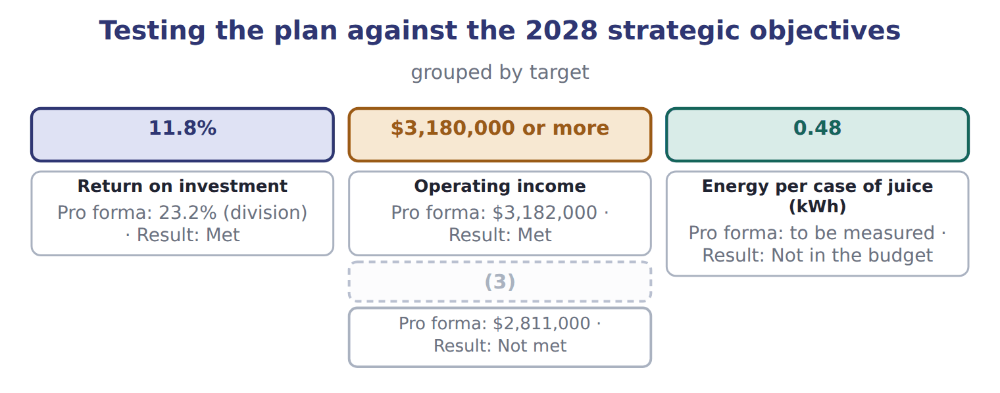 Testing the plan against the 2028 strategic objectives
grouped by target
11.8%
Return on investment
Pro forma: 23.2% (division)
· Result: Met
$3,180,000 or more
Operating income
Pro forma: $3,182,000 ·
Result: Met
(3)
Pro forma: $2,811,000 ·
Result: Not met
0.48
Energy per case of juice
(kWh)
Pro forma: to be measured ·
Result: Not in the budget